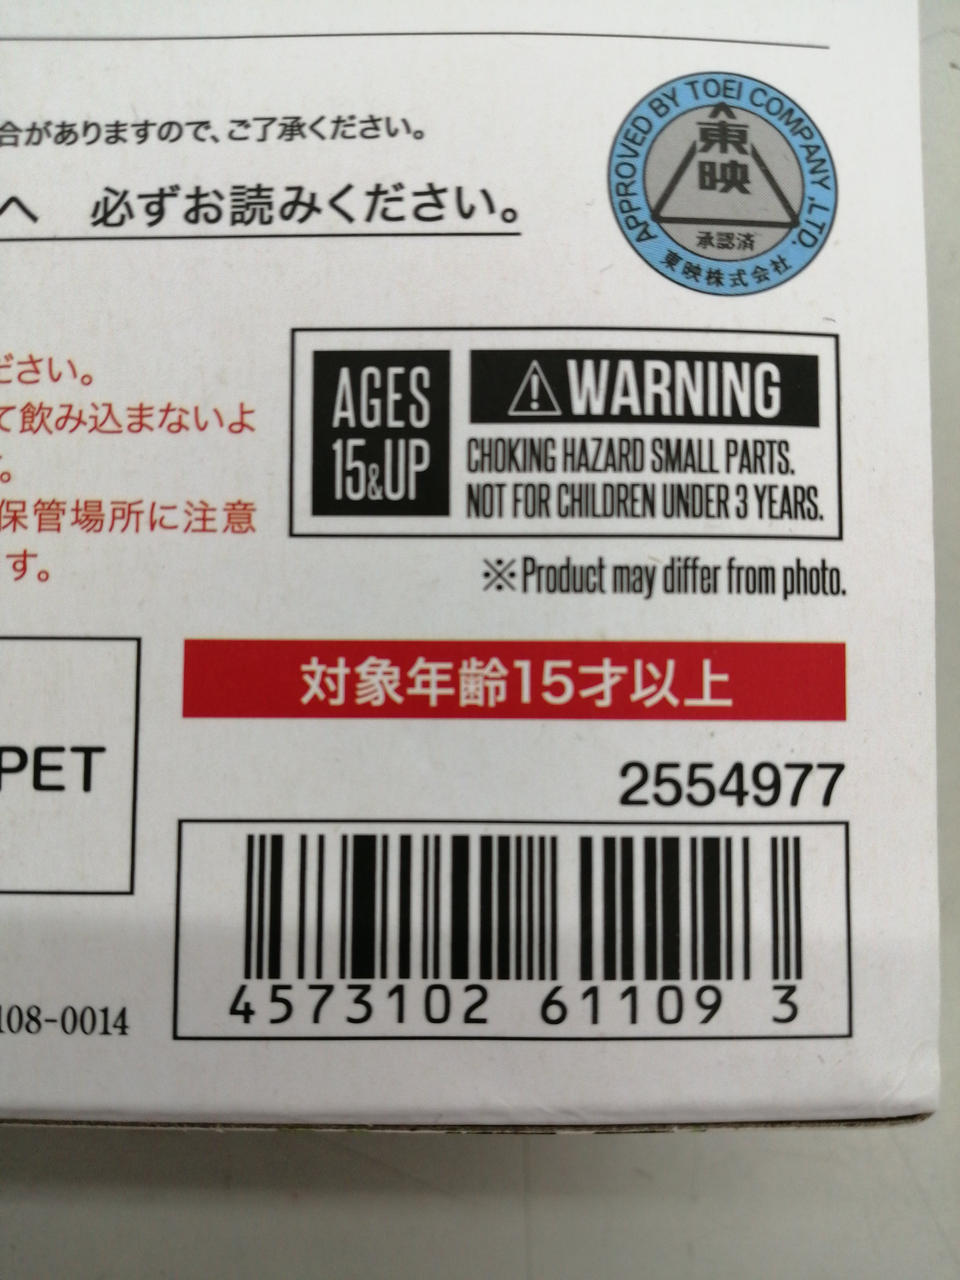 合がありますので、ご了承ください。
へ 必ずお読みください。
APPROVED BY TOEI COMPANY ,LTD.
東映
承認済
東映株式会社
ださい。
て飲み込まないよ
。
保管場所に注意
す。
AGES
15&UP
⚠WARNING
CHOKING HAZARD SMALL PARTS.
NOT FOR CHILDREN UNDER 3 YEARS.
※Product may differ from photo.
対象年齢15才以上
PET
2554977
4573102 61109 3
108-0014